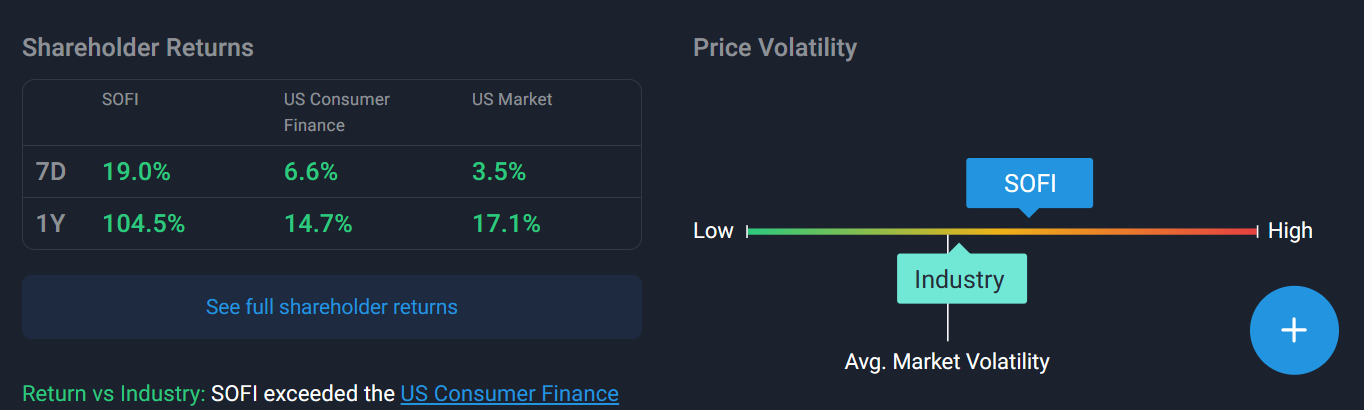 Shareholder Returns
SOFI US Consumer Finance US Market
7D 19.0% 6.6% 3.5%
1Y 104.5% 14.7% 17.1%
See full shareholder returns
Return vs Industry: SOFI exceeded the US Consumer Finance
Price Volatility
SOFI
Low High
Industry
Avg. Market Volatility
+